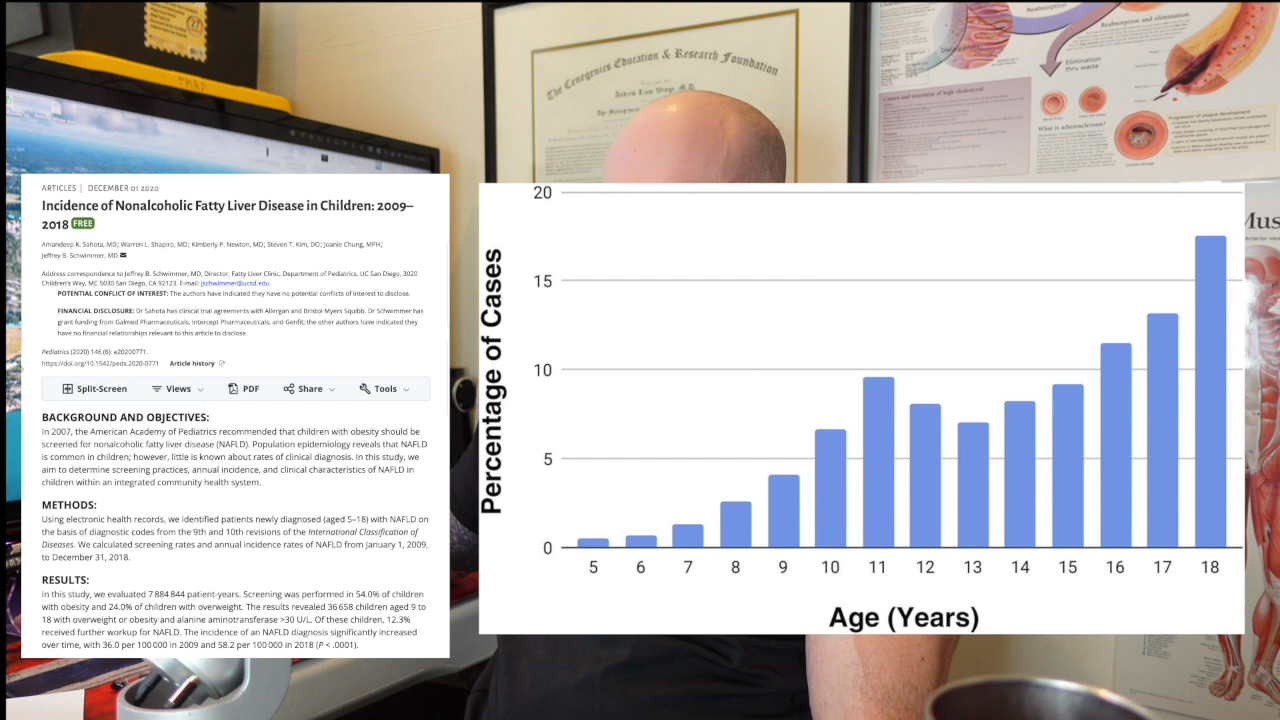 27
The Cenegenics Education & Research Foundation
Age Management
Reabsorption
Reabsorption and elimination
Elimination
thru waste
Causes and treatment of high cholesterol
What is atherosclerosis?
Progression of plaque development
Mus
ARTICLES | DECEMBER 01 2020
Incidence of Nonalcoholic Fatty Liver Disease in Children: 2009–
2018 FREE
Amandeep K. Sahota, MD; Warren L. Shapiro, MD; Kimberly P. Newton, MD; Steven T. Kim, DO; Joanie Chung, MPH;
Jeffrey B. Schwimmer, MD
Address correspondence to Jeffrey B. Schwimmer, MD, Director, Fatty Liver Clinic, Department of Pediatrics, UC San Diego, 3020
Children's Way, MC 5030 San Diego, CA 92123. E-mail: jschwimmer@ucsd.edu
POTENTIAL CONFLICT OF INTEREST: The authors have indicated they have no potential conflicts of interest to disclose.
FINANCIAL DISCLOSURE: Dr Sahota has clinical trial agreements with Allergan and Bristol Myers Squibb. Dr Schwimmer has
grant funding from Galmed Pharmaceuticals, Intercept Pharmaceuticals, and Genfit; the other authors have indicated they
have no financial relationships relevant to this article to disclose.
Pediatrics (2020) 146 (6): e20200771.
https://doi.org/10.1542/peds.2020-0771 Article history
Split-Screen Views PDF Share Tools
BACKGROUND AND OBJECTIVES:
In 2007, the American Academy of Pediatrics recommended that children with obesity should be
screened for nonalcoholic fatty liver disease (NAFLD). Population epidemiology reveals that NAFLD
is common in children; however, little is known about rates of clinical diagnosis. In this study, we
aim to determine screening practices, annual incidence, and clinical characteristics of NAFLD in
children within an integrated community health system.
METHODS:
Using electronic health records, we identified patients newly diagnosed (aged 5–18) with NAFLD on
the basis of diagnostic codes from the 9th and 10th revisions of the International Classification of
Diseases. We calculated screening rates and annual incidence rates of NAFLD from January 1, 2009,
to December 31, 2018.
RESULTS:
In this study, we evaluated 7 884 844 patient-years. Screening was performed in 54.0% of children
with obesity and 24.0% of children with overweight. The results revealed 36 658 children aged 9 to
18 with overweight or obesity and alanine aminotransferase >30 U/L. Of these children, 12.3%
received further workup for NAFLD. The incidence of an NAFLD diagnosis significantly increased
over time, with 36.0 per 100 000 in 2009 and 58.2 per 100 000 in 2018 (P < .0001).
Percentage of Cases
20
15
10
5
0
5 6 7 8 9 10 11 12 13 14 15 16 17 18
Age (Years)